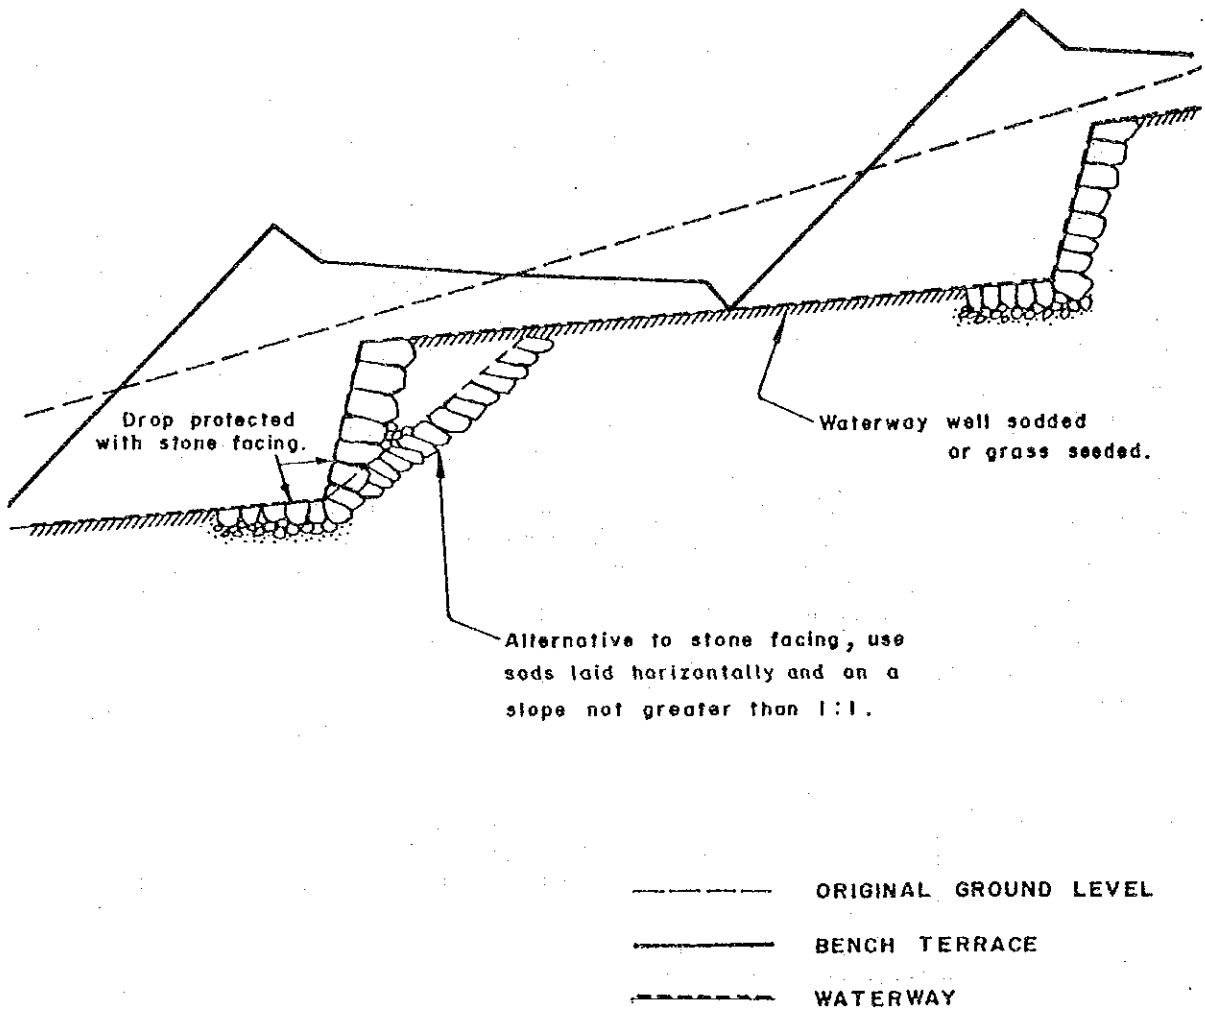 Drop protected
with stone facing.
Waterway well sodded
or grass seeded.
Alternative to stone facing, use
sods laid horizontally and on a
slope not greater than 1:1.
ORIGINAL GROUND LEVEL
BENCH TERRACE
WATERWAY